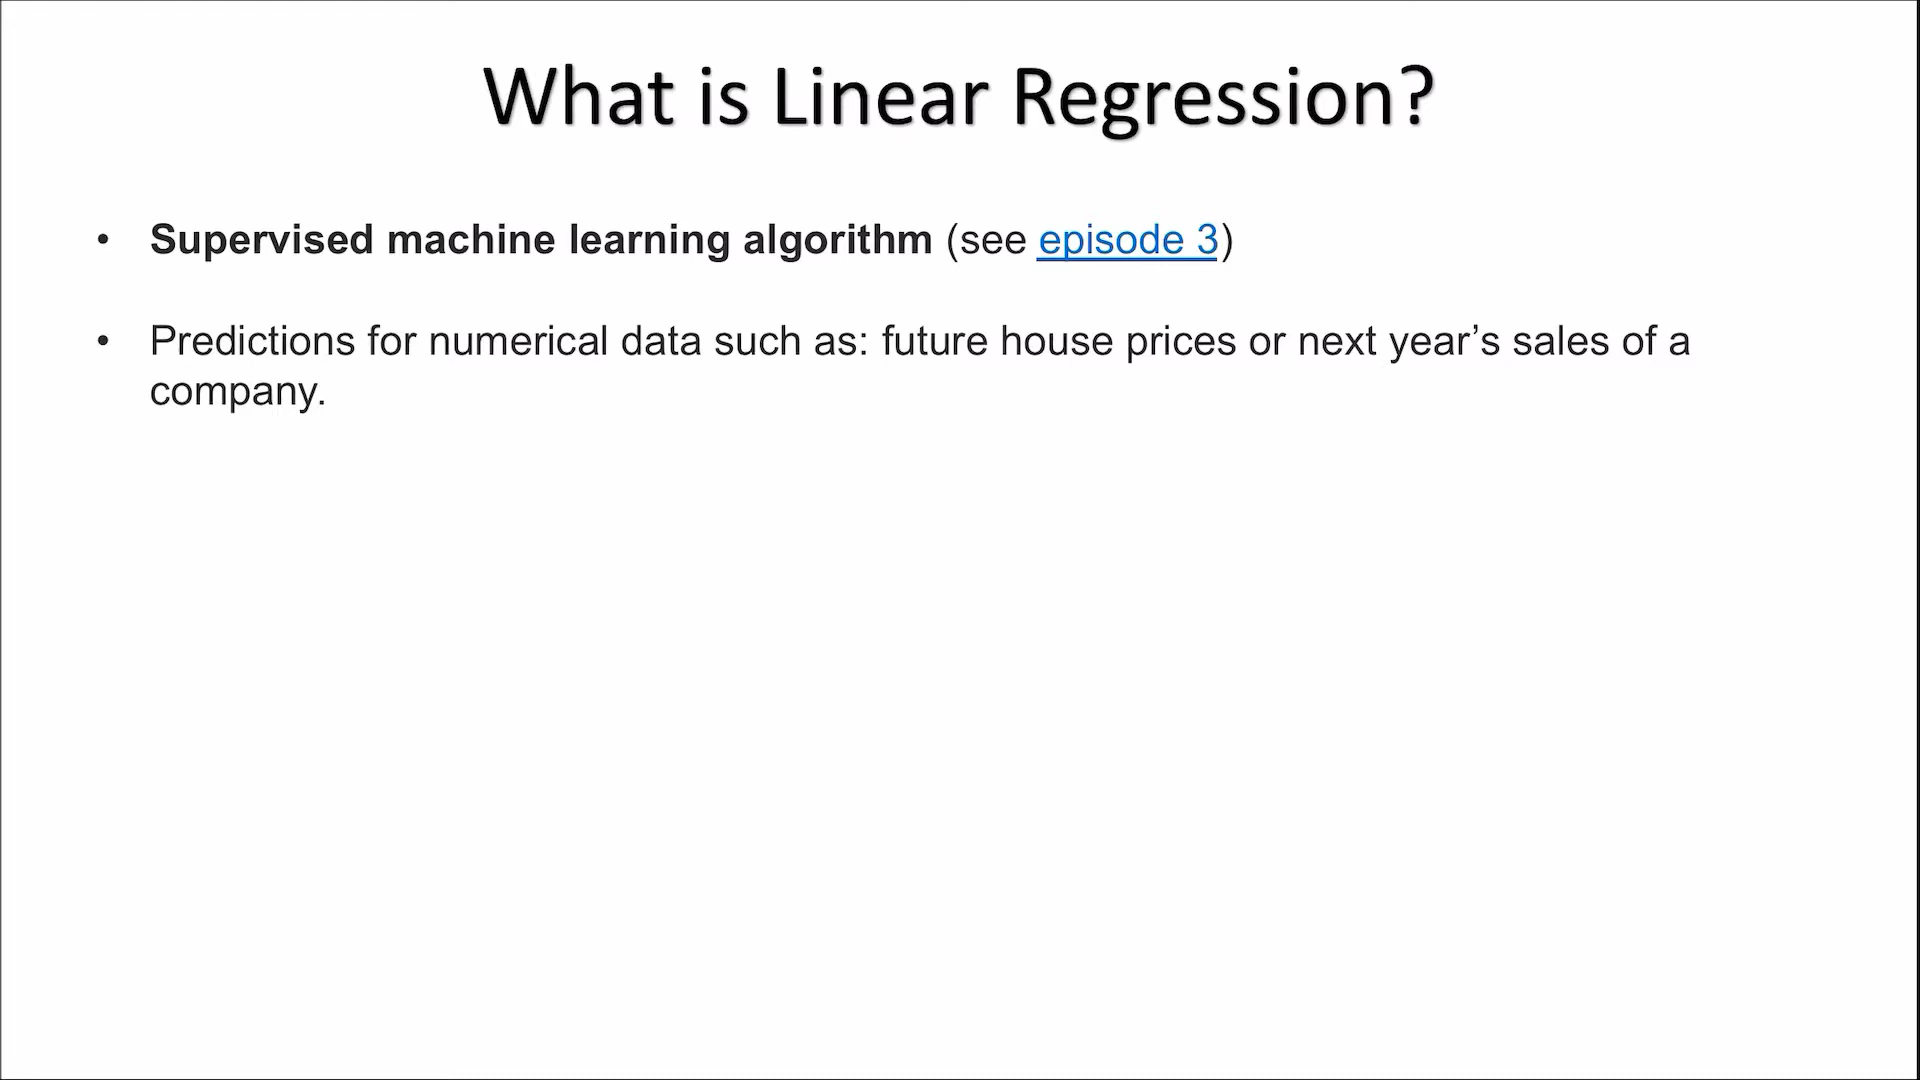 What is Linear Regression?
• Supervised machine learning algorithm (see episode 3)
• Predictions for numerical data such as: future house prices or next year’s sales of a
company.